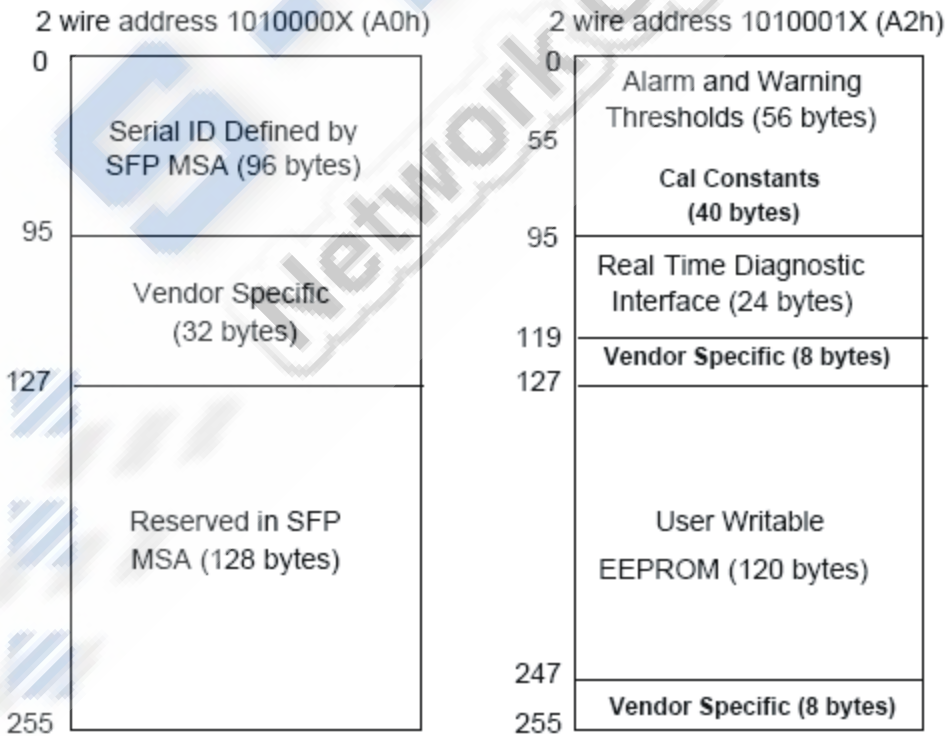 2 wire address 1010000X (A0h)
0
Serial ID Defined by
SFP MSA (96 bytes)
95
Vendor Specific
(32 bytes)
127
Reserved in SFP
MSA (128 bytes)
255
2 wire address 1010001X (A2h)
0
Alarm and Warning
Thresholds (56 bytes)
55
Cal Constants
(40 bytes)
95
Real Time Diagnostic
Interface (24 bytes)
119
Vendor Specific (8 bytes)
127
User Writable
EEPROM (120 bytes)
247
Vendor Specific (8 bytes)
255
Network